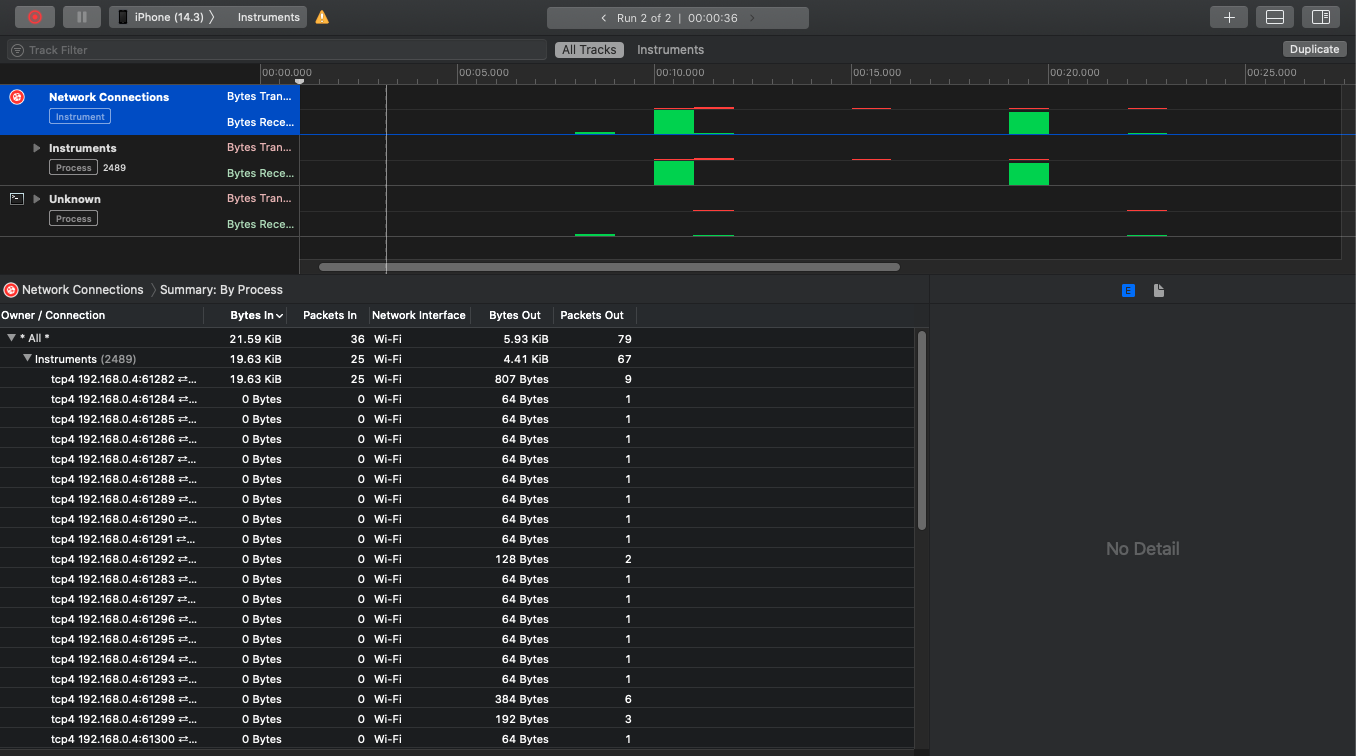 iPhone (14.3) 〉 Instruments
‹ Run 2 of 2 | 00:00:36 ›
Track Filter
All Tracks Instruments
Duplicate
00:00.000 00:05.000 00:10.000 00:15.000 00:20.000 00:25.000
Network Connections Bytes Tran...
Instrument
Bytes Rece...
Instruments Bytes Tran...
Process 2489
Bytes Rece...
Unknown Bytes Tran...
Process
Bytes Rece...
Network Connections 〉 Summary: By Process
E
Owner / Connection Bytes In Packets In Network Interface Bytes Out Packets Out
* All * 21.59 KiB 36 Wi-Fi 5.93 KiB 79
Instruments (2489) 19.63 KiB 25 Wi-Fi 4.41 KiB 67
tcp4 192.168.0.4:61282 ⇄... 19.63 KiB 25 Wi-Fi 807 Bytes 9
tcp4 192.168.0.4:61284 ⇄... 0 Bytes 0 Wi-Fi 64 Bytes 1
tcp4 192.168.0.4:61285 ⇄... 0 Bytes 0 Wi-Fi 64 Bytes 1
tcp4 192.168.0.4:61286 ⇄... 0 Bytes 0 Wi-Fi 64 Bytes 1
tcp4 192.168.0.4:61287 ⇄... 0 Bytes 0 Wi-Fi 64 Bytes 1
tcp4 192.168.0.4:61288 ⇄... 0 Bytes 0 Wi-Fi 64 Bytes 1
tcp4 192.168.0.4:61289 ⇄... 0 Bytes 0 Wi-Fi 64 Bytes 1
tcp4 192.168.0.4:61290 ⇄... 0 Bytes 0 Wi-Fi 64 Bytes 1
tcp4 192.168.0.4:61291 ⇄... 0 Bytes 0 Wi-Fi 64 Bytes 1
tcp4 192.168.0.4:61292 ⇄... 0 Bytes 0 Wi-Fi 128 Bytes 2
tcp4 192.168.0.4:61283 ⇄... 0 Bytes 0 Wi-Fi 64 Bytes 1
tcp4 192.168.0.4:61297 ⇄... 0 Bytes 0 Wi-Fi 64 Bytes 1
tcp4 192.168.0.4:61296 ⇄... 0 Bytes 0 Wi-Fi 64 Bytes 1
tcp4 192.168.0.4:61295 ⇄... 0 Bytes 0 Wi-Fi 64 Bytes 1
tcp4 192.168.0.4:61294 ⇄... 0 Bytes 0 Wi-Fi 64 Bytes 1
tcp4 192.168.0.4:61293 ⇄... 0 Bytes 0 Wi-Fi 64 Bytes 1
tcp4 192.168.0.4:61298 ⇄... 0 Bytes 0 Wi-Fi 384 Bytes 6
tcp4 192.168.0.4:61299 ⇄... 0 Bytes 0 Wi-Fi 192 Bytes 3
tcp4 192.168.0.4:61300 ⇄... 0 Bytes 0 Wi-Fi 64 Bytes 1
No Detail